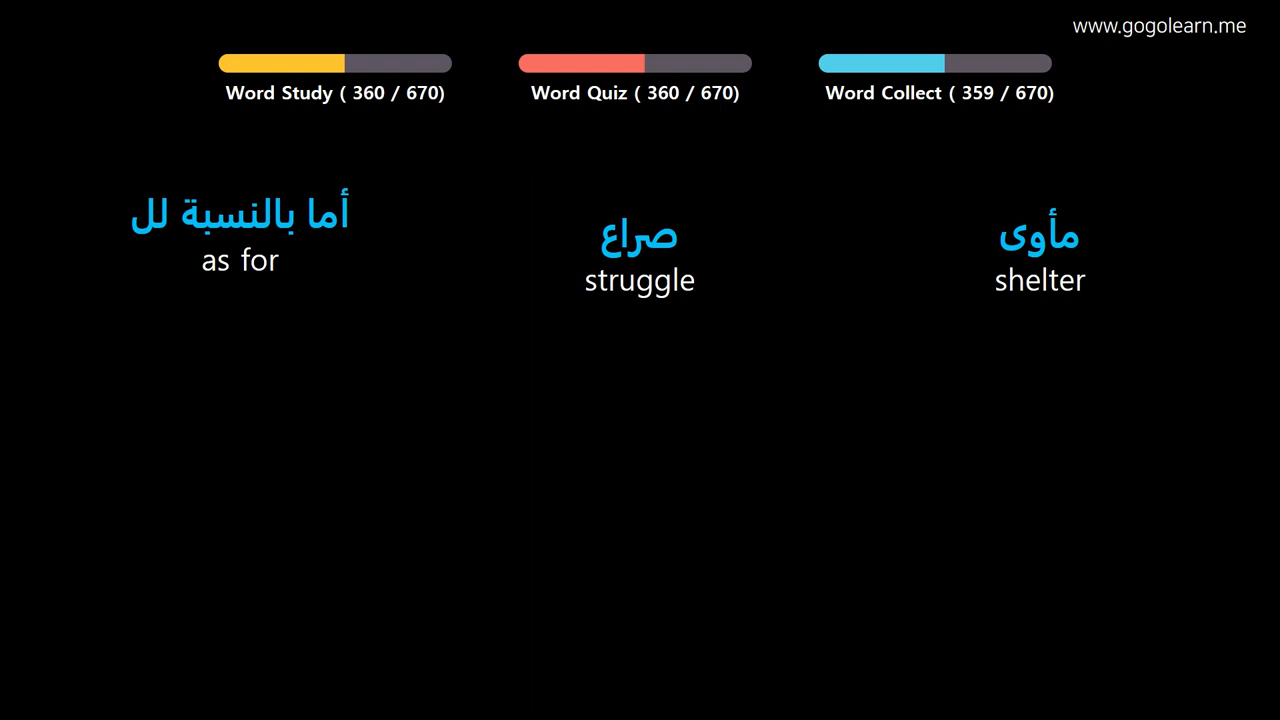 www.gogolearn.me
Word Study ( 360 / 670)
Word Quiz ( 360 / 670)
Word Collect ( 359 / 670)
أما بالنسبة لل
as for
صراع
struggle
مأوى
shelter